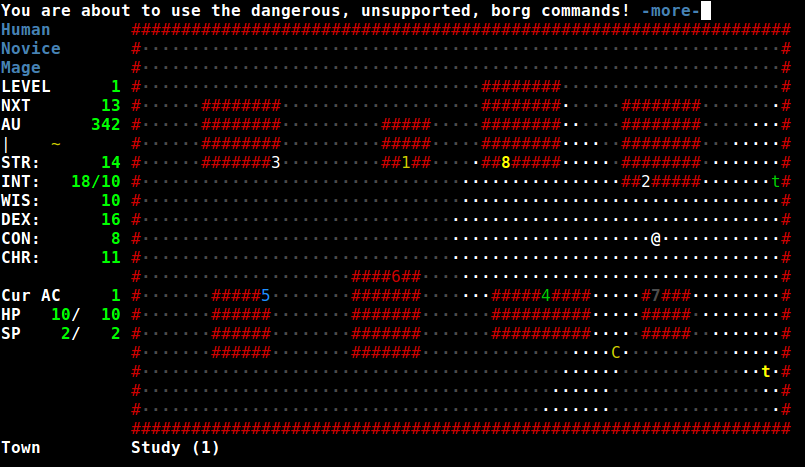 You are about to use the dangerous, unsupported, borg commands! -more-
Human        ##################################################################
Novice       #................................................................#
Mage         #................................................................#
LEVEL      1 #..................................########......................#
NXT       13 #......########....................########......########........#
AU       342 #......########..........#####.....########......########........#
|    ~       #......########..........#####.....########......########........#
STR:      14 #......#######3..........##1##.....##8#####......########........#
INT:   18/10 #................................................##2#####.......t#
WIS:      10 #................................................................#
DEX:      16 #................................................................#
CON:       8 #...................................................@............#
CHR:      11 #................................................................#
             #.....................####6##....................................#
Cur AC     1 #.......#####5........#######.......#####4####.....#7###.........#
HP   10/  10 #.......######........#######.......##########.....#####.........#
SP    2/   2 #.......######........#######.......##########.....#####.........#
             #.......######........#######...................C................#
             #..............................................................t.#
             #................................................................#
             #................................................................#
             ##################################################################
Town         Study (1)